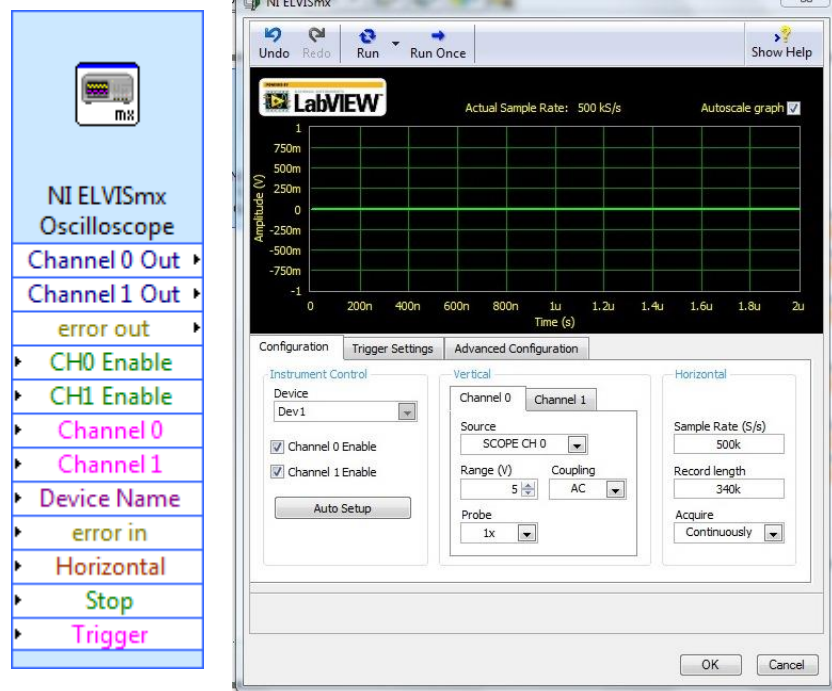 mx
NI ELVISmx
Oscilloscope
Channel 0 Out
Channel 1 Out
error out
CH0 Enable
CH1 Enable
Channel 0
Channel 1
Device Name
error in
Horizontal
Stop
Trigger
NI ELVISmx
Undo Redo Run Run Once Show Help
LabVIEW Actual Sample Rate: 500 kS/s Autoscale graph
Amplitude (V)
1
750m
500m
250m
0
-250m
-500m
-750m
-1
0 200n 400n 600n 800n 1u 1.2u 1.4u 1.6u 1.8u 2u
Time (s)
Configuration Trigger Settings Advanced Configuration
Instrument Control Vertical Horizontal
Device
Dev1
Channel 0 Enable
Channel 1 Enable
Auto Setup
Channel 0 Channel 1
Source
SCOPE CH 0
Range (V) Coupling
5 AC
Probe
1x
Sample Rate (S/s)
500k
Record length
340k
Acquire
Continuously
OK Cancel